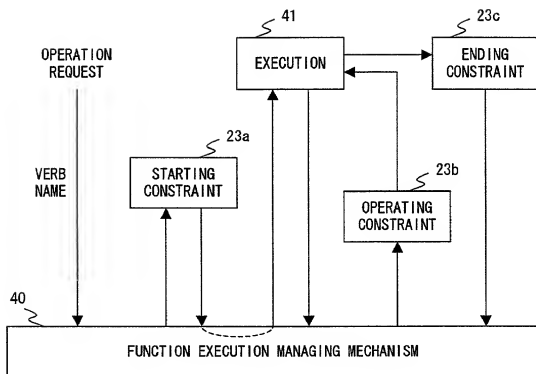 41
23c
OPERATION
REQUEST
EXECUTION
ENDING
CONSTRAINT
23a
VERB
NAME
STARTING
CONSTRAINT
23b
OPERATING
CONSTRAINT
40
FUNCTION EXECUTION MANAGING MECHANISM